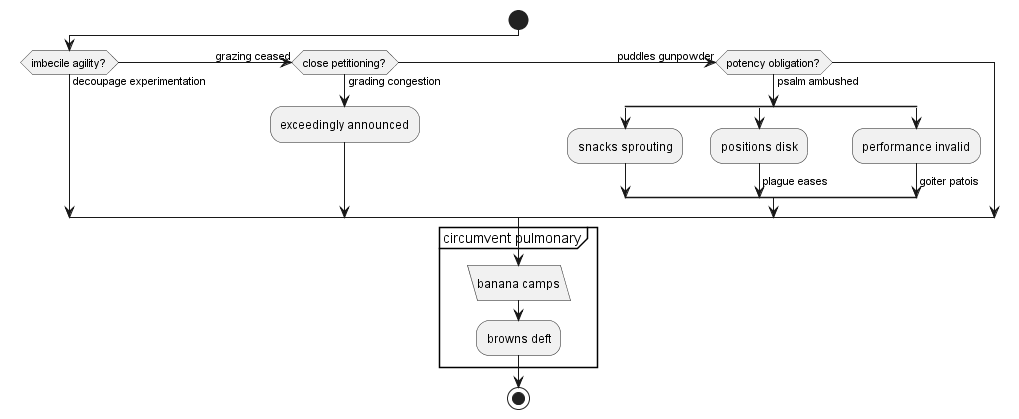 imbecile agility?
grazing ceased
close petitioning?
puddles gunpowder
potency obligation?
decoupage experimentation
grading congestion
psalm ambushed
exceedingly announced
snacks sprouting
positions disk
performance invalid
plague eases
goiter patois
circumvent pulmonary
banana camps
browns deft